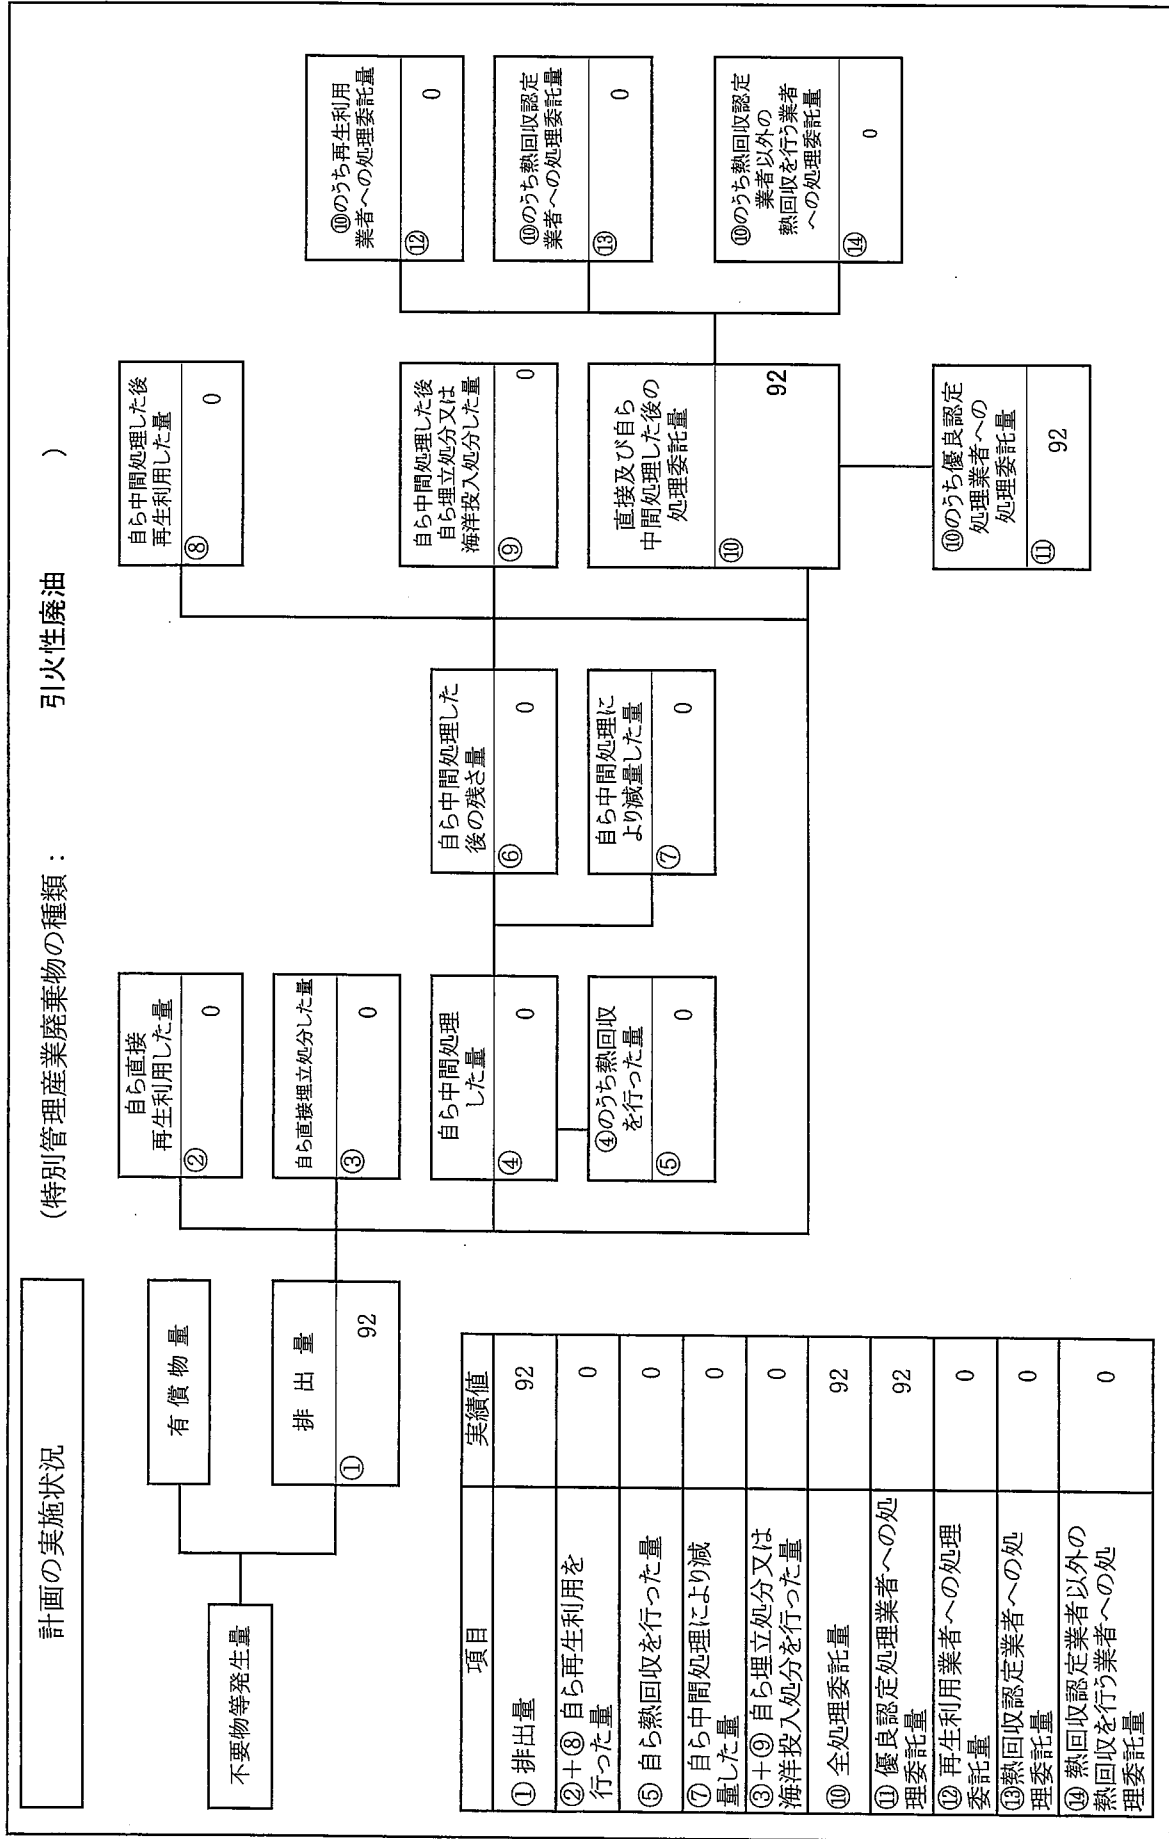 計画の実施状況
(特別管理産業廃棄物の種類： 引火性廃油 )
不要物等発生量
有償物量
排出量
① 92
自ら直接
再生利用した量
② 0
自ら直接埋立処分した量
③ 0
自ら中間処理
した量
④ 0
④のうち熱回収
を行った量
⑤ 0
自ら中間処理した
後の残さ量
⑥ 0
自ら中間処理に
より減量した量
⑦ 0
自ら中間処理した後
再生利用した量
⑧ 0
自ら中間処理した後
自ら埋立処分又は
海洋投入処分した量
⑨ 0
直接及び自ら
中間処理した後の
処理委託量
⑩ 92
⑩のうち優良認定
処理業者への
処理委託量
⑪ 92
⑩のうち再生利用
業者への処理委託量
⑫ 0
⑩のうち熱回収認定
業者への処理委託量
⑬ 0
⑩のうち熱回収認定
業者以外の
熱回収を行う業者
への処理委託量
⑭ 0
項目 実績値
① 排出量 92
②＋⑧ 自ら再生利用を
行った量 0
⑤ 自ら熱回収を行った量 0
⑦ 自ら中間処理により減
量した量 0
③＋⑨ 自ら埋立処分又は
海洋投入処分を行った量 0
⑩ 全処理委託量 92
⑪ 優良認定処理業者への処
理委託量 92
⑫ 再生利用業者への処理
委託量 0
⑬熱回収認定業者への処
理委託量 0
⑭ 熱回収認定業者以外の
熱回収を行う業者への処
理委託量 0